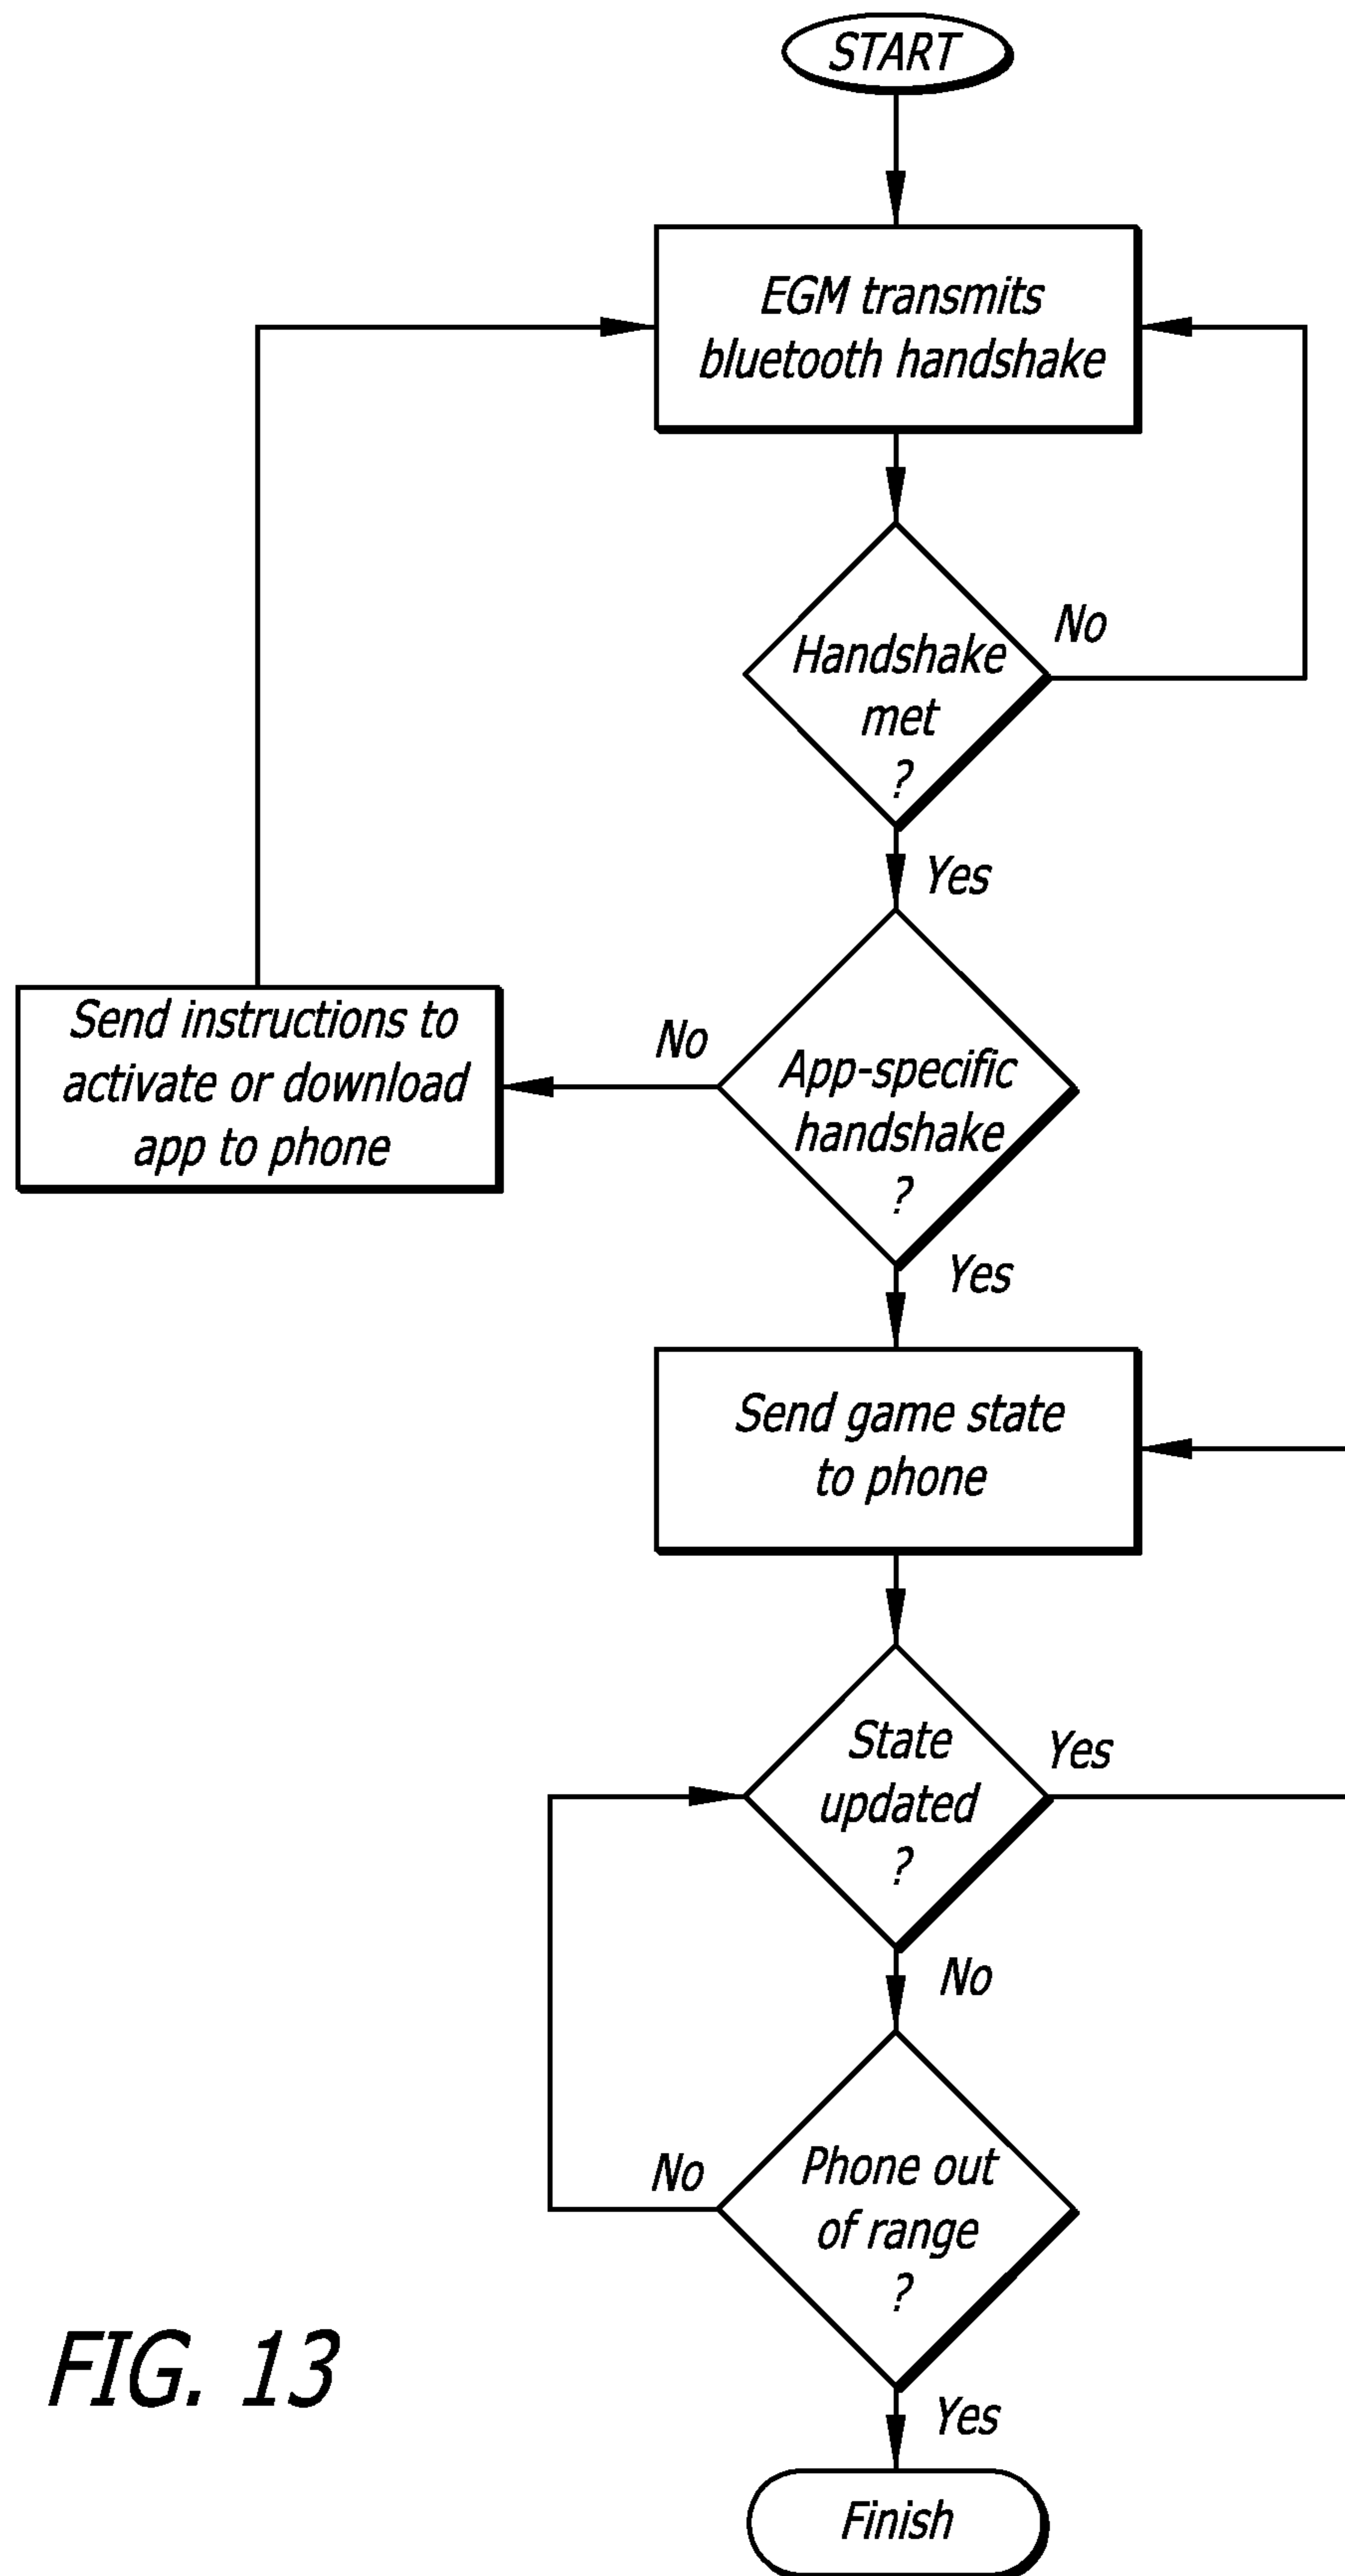 START
EGM transmits
bluetooth handshake
Handshake
met
?
No
Yes
App-specific
handshake
?
No
Send instructions to
activate or download
app to phone
Yes
Send game state
to phone
State
updated
?
Yes
No
Phone out
of range
?
No
Yes
Finish
FIG. 13